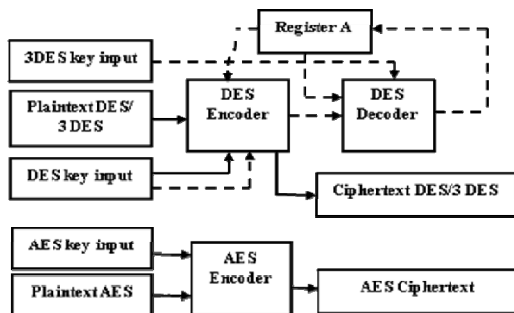 Register A
3DES key input
Plaintext DES/
3 DES
DES
Encoder
DES
Decoder
DES key input
Ciphertext DES/3 DES
AES key input
AES
Encoder
Plaintext AES
AES Ciphertext